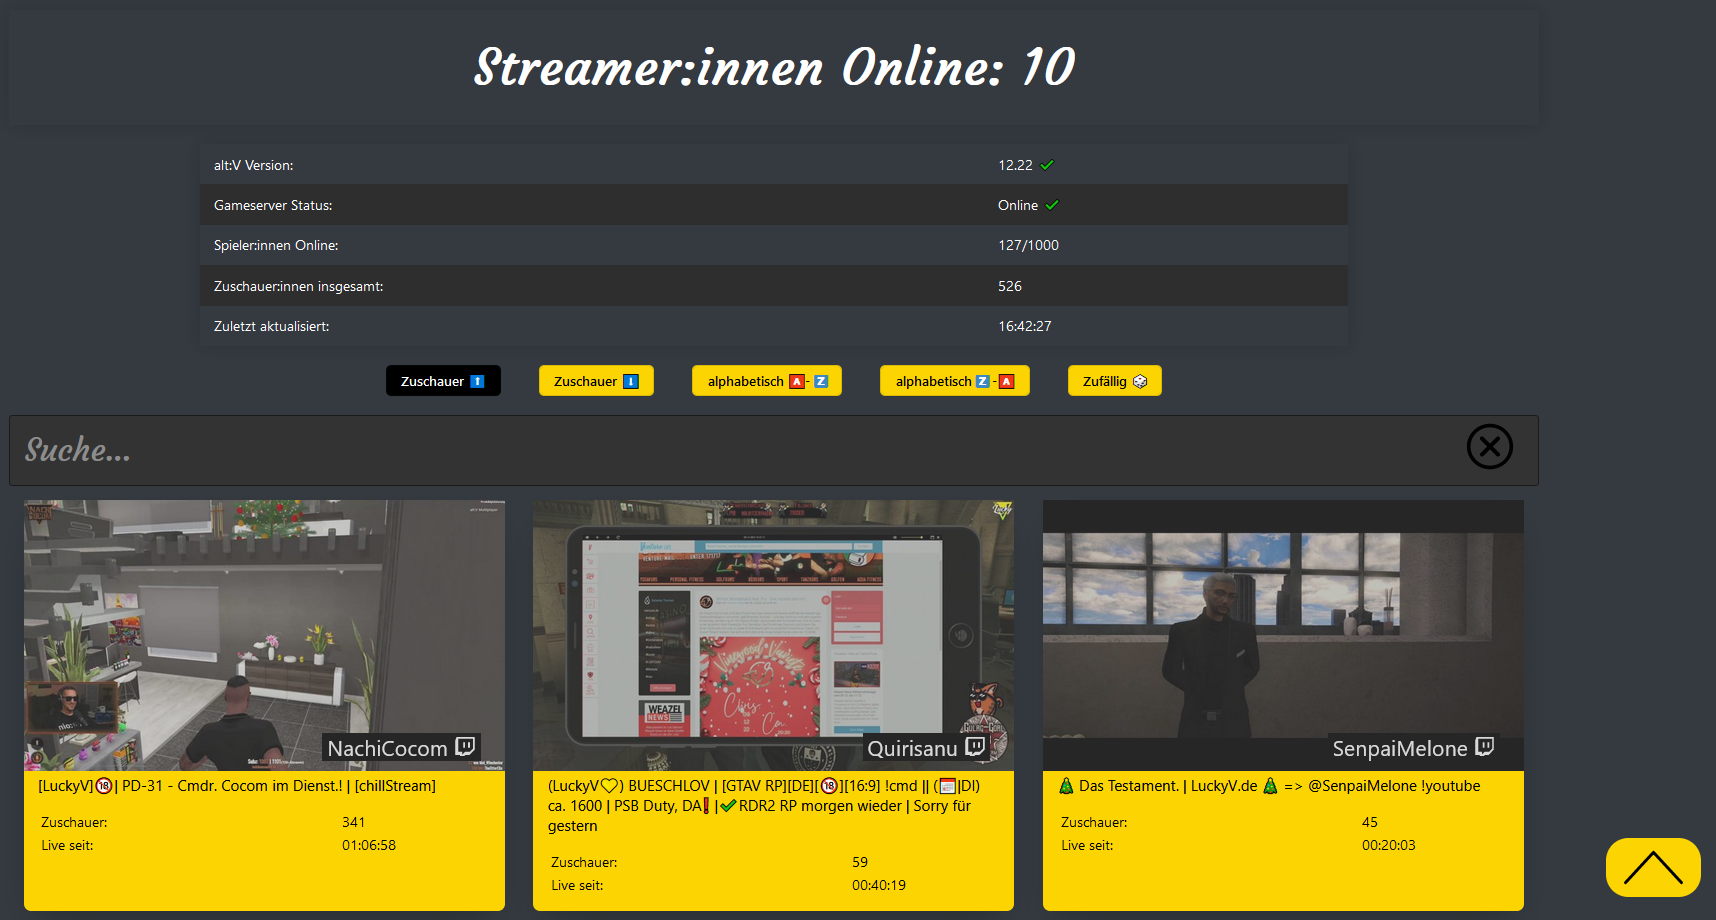 Streamer:innen Online: 10
alt:V Version: 12.22
Gameserver Status: Online
Spieler:innen Online: 127/1000
Zuschauer:innen insgesamt: 526
Zuletzt aktualisiert: 16:42:27
Zuschauer ⬆ Zuschauer ⬇ alphabetisch A - Z alphabetisch Z - A Zufällig
Suche...
NachiCocom
Quirisanu
SenpaiMelone
WEAZEL
NEWS
[LuckyV]🔞| PD-31 - Cmdr. Cocom im Dienst.! | [chillStream]
Zuschauer: 341
Live seit: 01:06:58
(LuckyV♡) BUESCHLOV | [GTAV RP][DE][🔞][16:9] !cmd || (📅|DI)
ca. 1600 | PSB Duty, DA❗ | ✔RDR2 RP morgen wieder | Sorry für
gestern
Zuschauer: 59
Live seit: 00:40:19
🎄 Das Testament. | LuckyV.de 🎄 => @SenpaiMelone !youtube
Zuschauer: 45
Live seit: 00:20:03